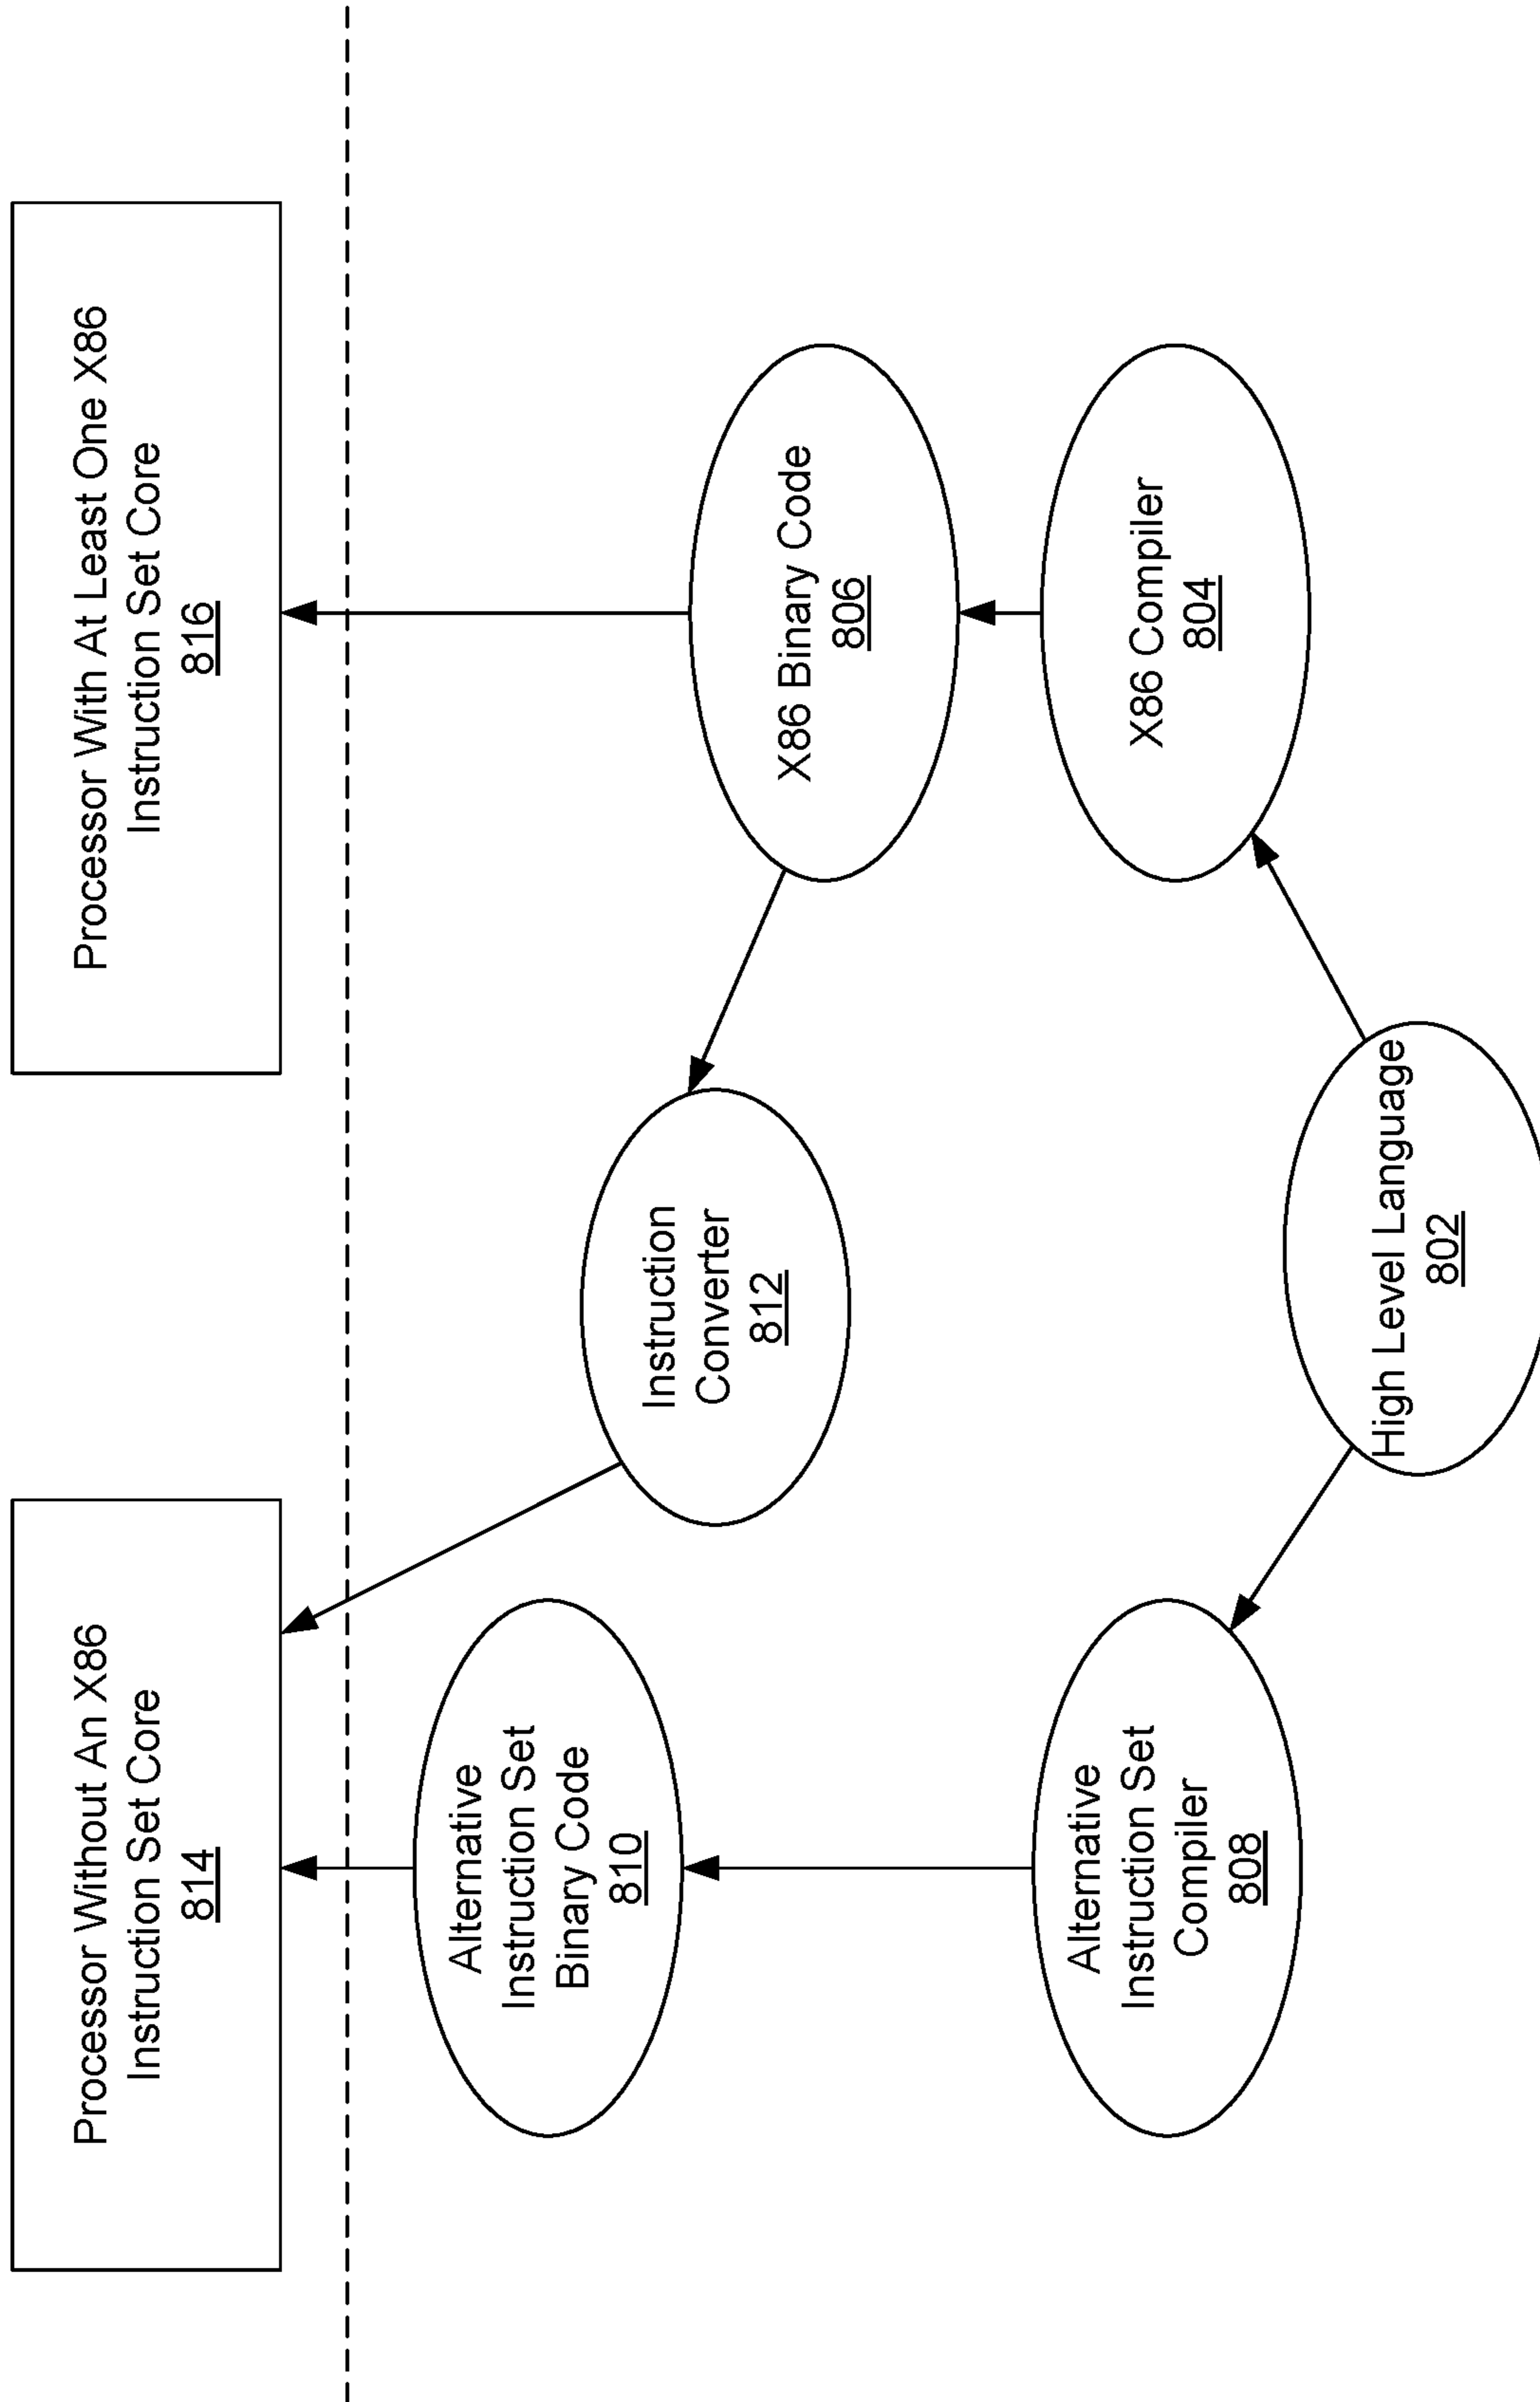 Processor Without An X86
Instruction Set Core
814
Processor With At Least One X86
Instruction Set Core
816
Alternative
Instruction Set
Binary Code
810
Instruction
Converter
812
X86 Binary Code
806
Alternative
Instruction Set
Compiler
808
X86 Compiler
804
High Level Language
802